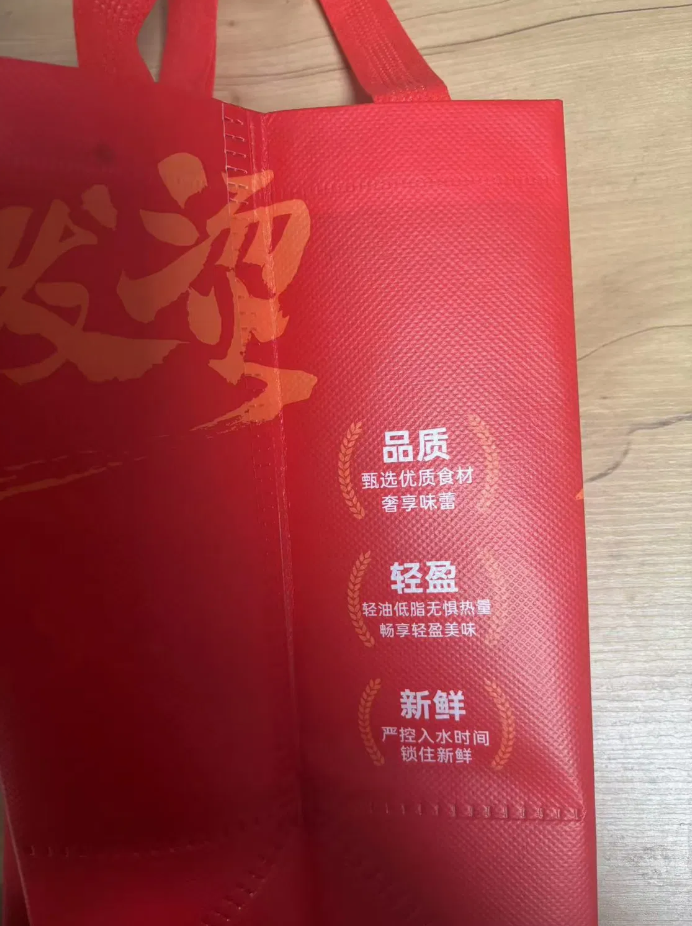 发烫
品质
甄选优质食材
奢享味蕾
轻盈
轻油低脂无惧热量
畅享轻盈美味
新鲜
严控入水时间
锁住新鲜